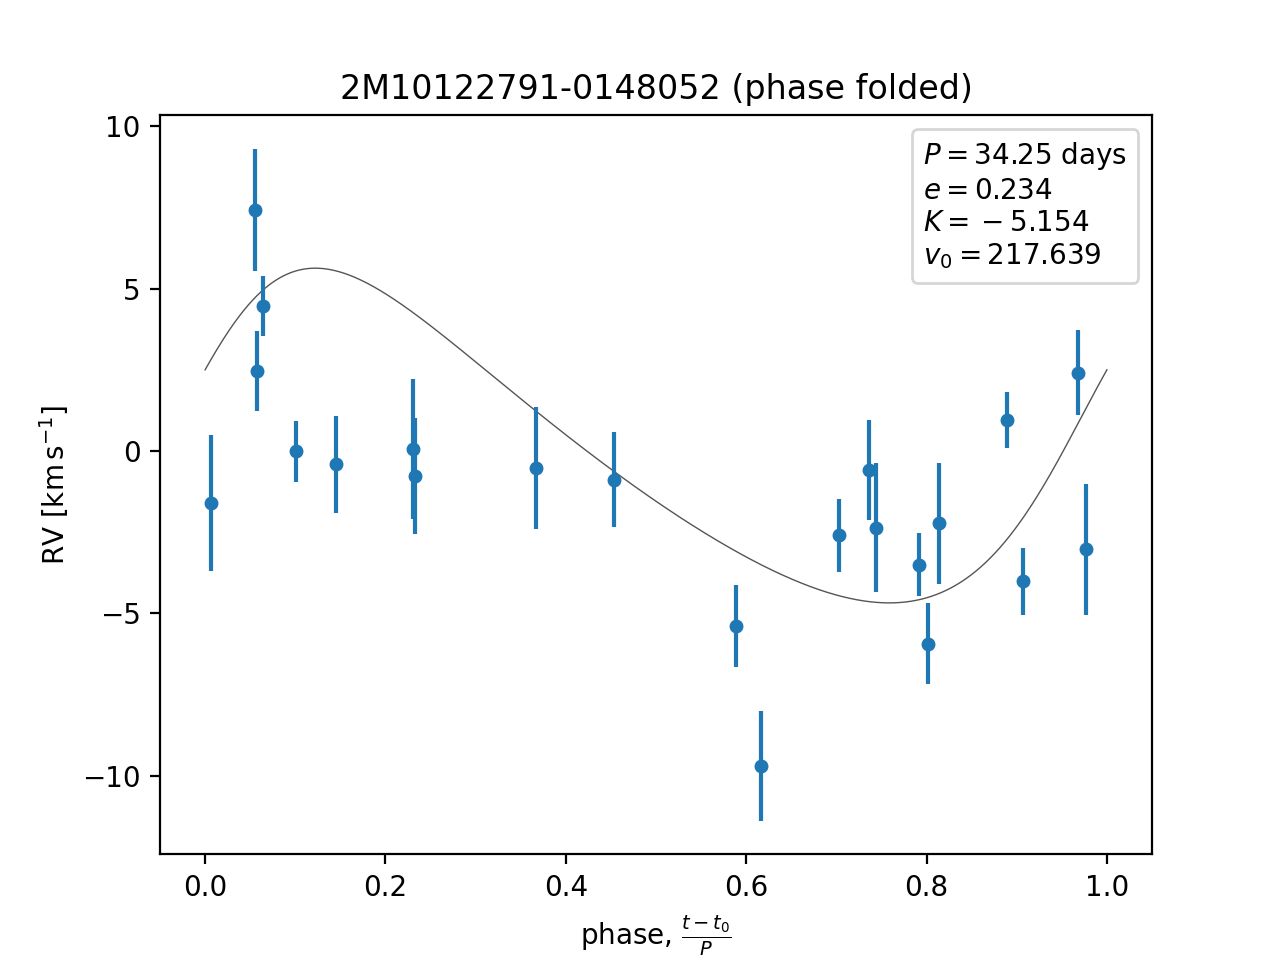 2M10122791-0148052 (phase folded)
P = 34.25 days
e = 0.234
K = −5.154
v₀ = 217.639
RV [km s⁻¹]
10
5
0
−5
−10
0.0 0.2 0.4 0.6 0.8 1.0
phase, (t − t₀)/P